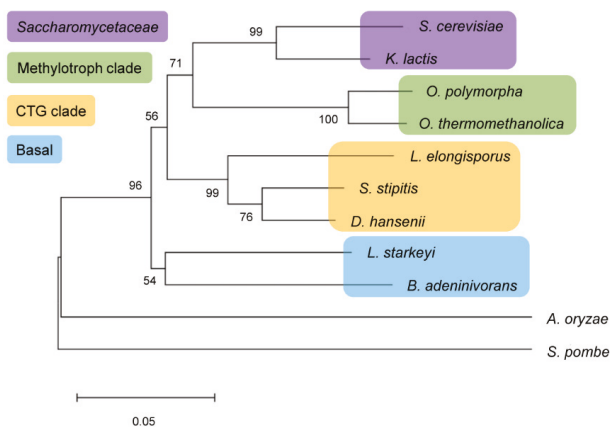 Saccharomycetaceae
Methylotroph clade
CTG clade
Basal
99
71
56
100
96
99
76
54
S. cerevisiae
K. lactis
O. polymorpha
O. thermomethanolica
L. elongisporus
S. stipitis
D. hansenii
L. starkeyi
B. adeninivorans
A. oryzae
S. pombe
0.05